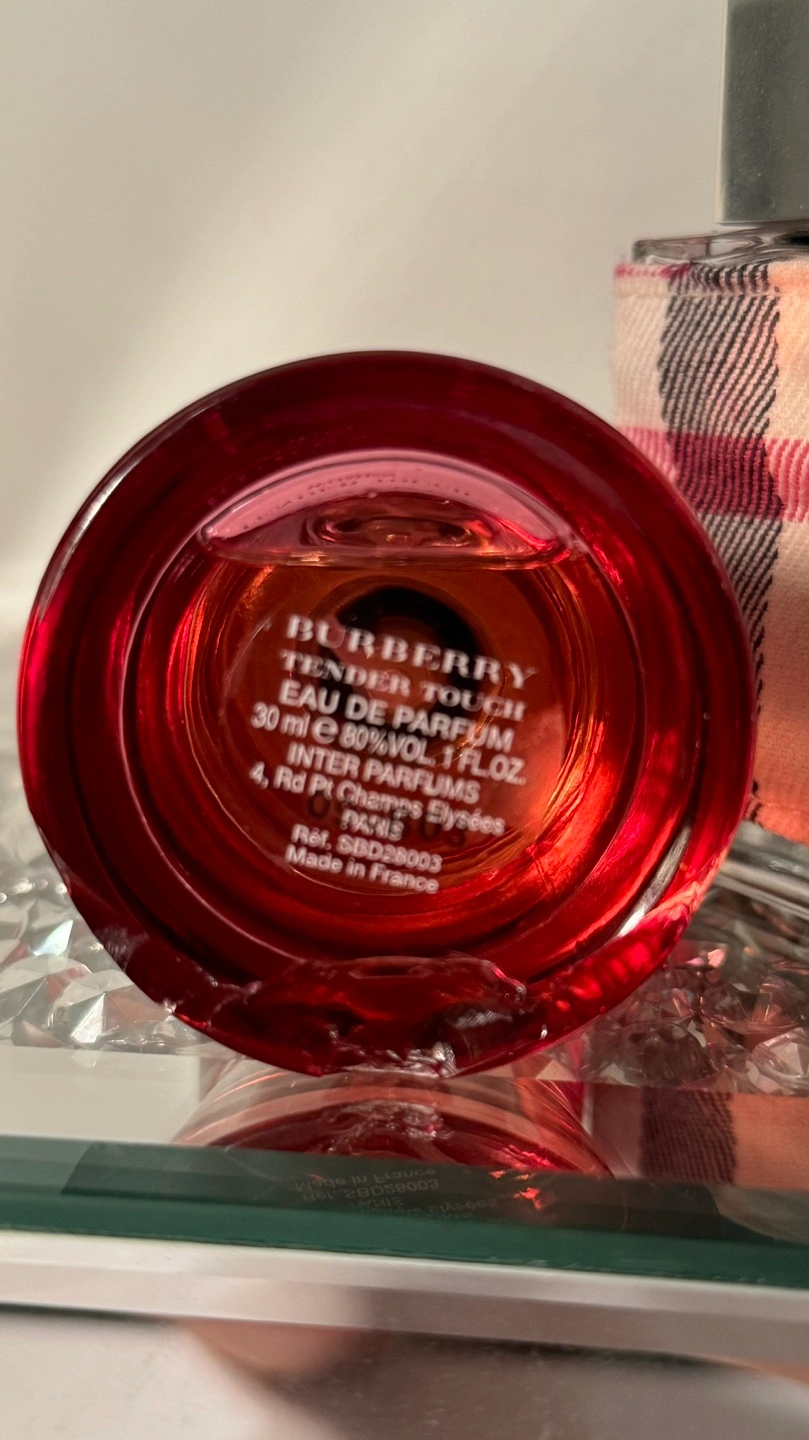 BURBERRY
TENDER TOUCH
EAU DE PARFUM
30 ml e 80%VOL. 1 FL.OZ.
INTER PARFUMS
4, Rd Pt Champs Elysées
PARIS
Réf. SBD28003
Made in France